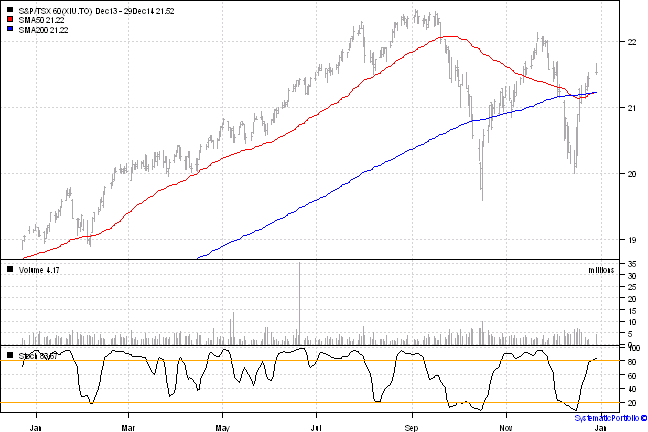 S&P/TSX 60(XIU.TO) Dec13 - 29Dec14 21.52
SMA50 21.22
SMA200 21.22
22
21
20
19
Volume 4.17
millions
35
30
25
20
15
10
5
0
100
80
60
40
20
Jan Mar May Jul Sep Nov Jan
SystematicPortfolio ©